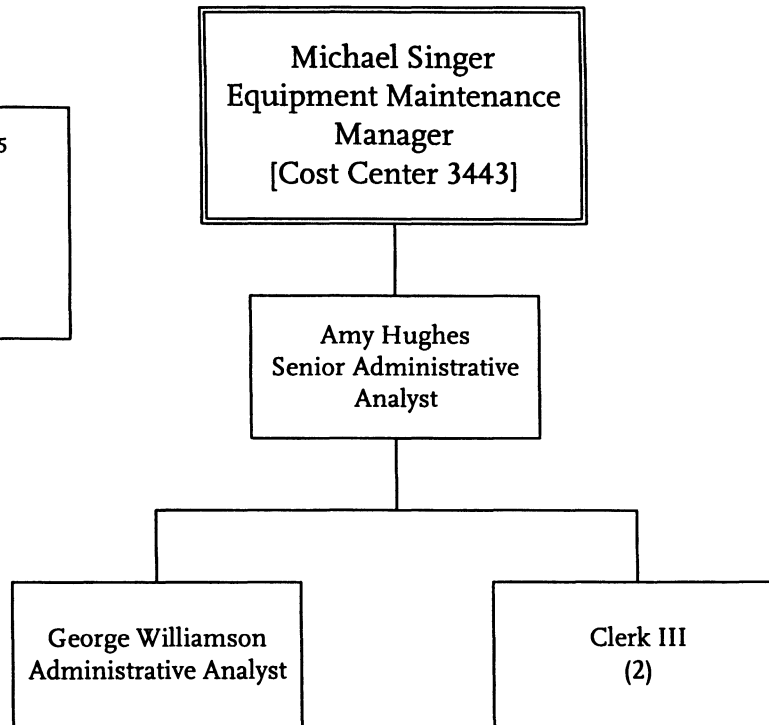 5
Michael Singer
Equipment Maintenance
Manager
[Cost Center 3443]
Amy Hughes
Senior Administrative
Analyst
George Williamson
Administrative Analyst
Clerk III
(2)